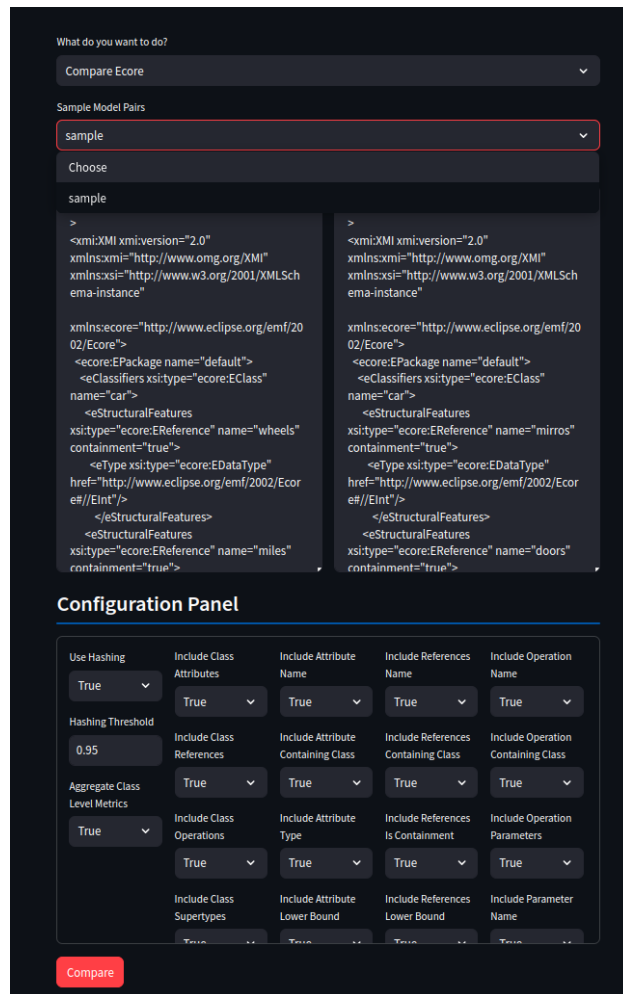 What do you want to do?
Compare Ecore
Sample Model Pairs
sample
Choose
sample
>
<xmi:XMI xmi:version="2.0"
xmlns:xmi="http://www.omg.org/XMI"
xmlns:xsi="http://www.w3.org/2001/XMLSch
ema-instance"
xmlns:ecore="http://www.eclipse.org/emf/20
02/Ecore">
<ecore:EPackage name="default">
<eClassifiers xsi:type="ecore:EClass"
name="car">
<eStructuralFeatures
xsi:type="ecore:EReference" name="wheels"
containment="true">
<eType xsi:type="ecore:EDataType"
href="http://www.eclipse.org/emf/2002/Ecor
e#//EInt"/>
</eStructuralFeatures>
<eStructuralFeatures
xsi:type="ecore:EReference" name="miles"
containment="true">
>
<xmi:XMI xmi:version="2.0"
xmlns:xmi="http://www.omg.org/XMI"
xmlns:xsi="http://www.w3.org/2001/XMLSch
ema-instance"
xmlns:ecore="http://www.eclipse.org/emf/20
02/Ecore">
<ecore:EPackage name="default">
<eClassifiers xsi:type="ecore:EClass"
name="car">
<eStructuralFeatures
xsi:type="ecore:EReference" name="mirros"
containment="true">
<eType xsi:type="ecore:EDataType"
href="http://www.eclipse.org/emf/2002/Ecor
e#//EInt"/>
</eStructuralFeatures>
<eStructuralFeatures
xsi:type="ecore:EReference" name="doors"
containment="true">
Configuration Panel
Use Hashing
True
Hashing Threshold
0.95
Aggregate Class
Level Metrics
True
Include Class
Attributes
True
Include Class
References
True
Include Class
Operations
True
Include Class
Supertypes
True
Include Attribute
Name
True
Include Attribute
Containing Class
True
Include Attribute
Type
True
Include Attribute
Lower Bound
True
Include References
Name
True
Include References
Containing Class
True
Include References
Is Containment
True
Include References
Lower Bound
True
Include Operation
Name
True
Include Operation
Containing Class
True
Include Operation
Parameters
True
Include Parameter
Name
True
Compare